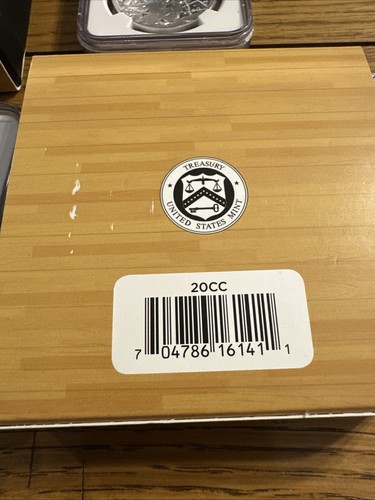 TREASURY
UNITED STATES MINT
20CC
7 04786 16141 1